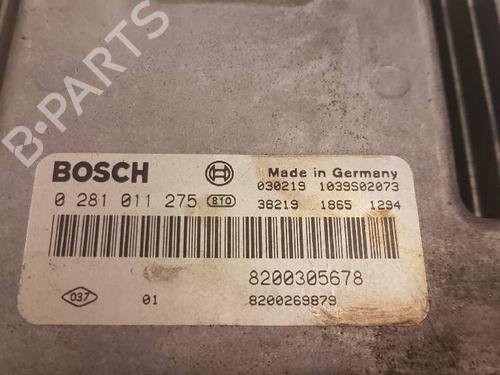 B-PARTS
BOSCH
Made in Germany
030219 1039S02073
0 281 011 275 810
38219 1865 1294
8200305678
037
01
8200269879